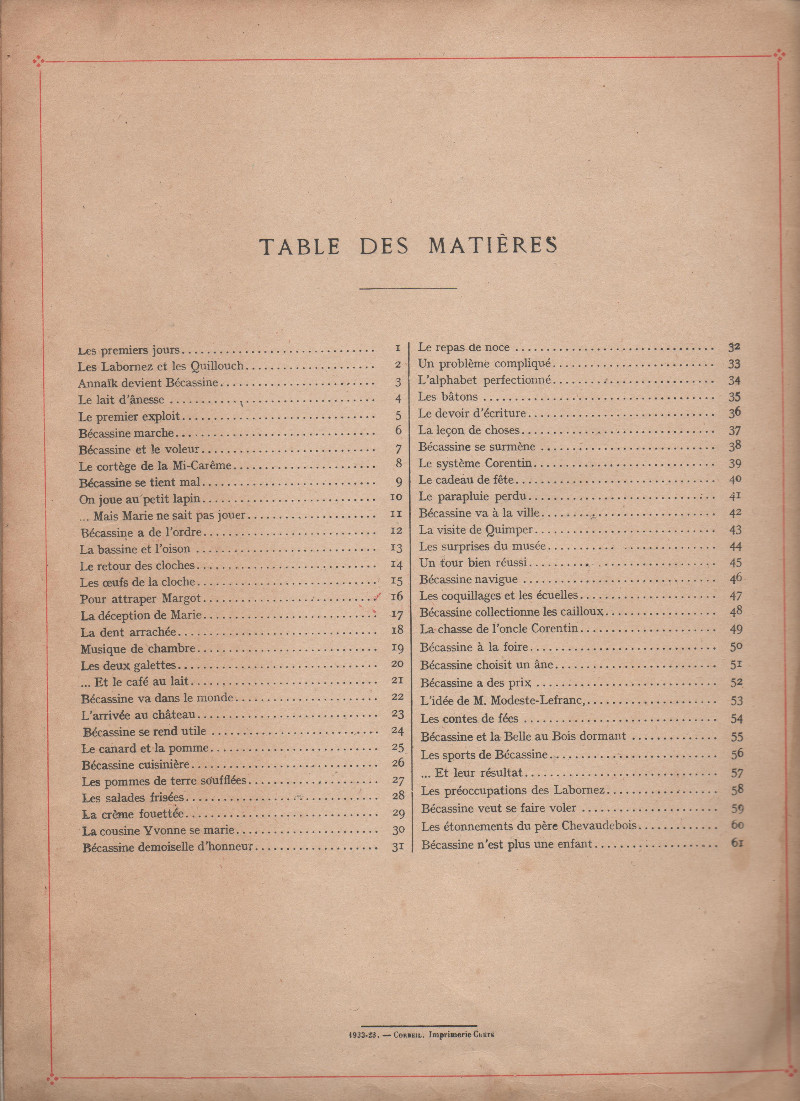 TABLE DES MATIÈRES
Les premiers jours.............................. 1
Les Labornez et les Quillouch..................... 2
Annaïk devient Bécassine......................... 3
Le lait d'ânesse ................................. 4
Le premier exploit............................... 5
Bécassine marche................................ 6
Bécassine et le voleur............................ 7
Le cortège de la Mi-Carême....................... 8
Bécassine se tient mal............................ 9
On joue au petit lapin............................ 10
... Mais Marie ne sait pas jouer..................... 11
Bécassine a de l'ordre............................ 12
La bassine et l'oison ............................. 13
Le retour des cloches............................. 14
Les œufs de la cloche............................. 15
Pour attraper Margot............................ 16
La déception de Marie............................ 17
La dent arrachée................................ 18
Musique de chambre............................. 19
Les deux galettes................................ 20
... Et le café au lait.............................. 21
Bécassine va dans le monde....................... 22
L'arrivée au château............................. 23
Bécassine se rend utile ........................... 24
Le canard et la pomme........................... 25
Bécassine cuisinière.............................. 26
Les pommes de terre soufflées..................... 27
Les salades frisées............................... 28
La crème fouettée............................... 29
La cousine Yvonne se marie....................... 30
Bécassine demoiselle d'honneur.................... 31
Le repas de noce ................................ 32
Un problème compliqué.......................... 33
L'alphabet perfectionné.......................... 34
Les bâtons ..................................... 35
Le devoir d'écriture.............................. 36
La leçon de choses............................... 37
Bécassine se surmène ............................ 38
Le système Corentin............................. 39
Le cadeau de fête................................ 40
Le parapluie perdu.............................. 41
Bécassine va à la ville............................ 42
La visite de Quimper............................. 43
Les surprises du musée........................... 44
Un tour bien réussi.............................. 45
Bécassine navigue ............................... 46
Les coquillages et les écuelles...................... 47
Bécassine collectionne les cailloux.................. 48
La chasse de l'oncle Corentin...................... 49
Bécassine à la foire.............................. 50
Bécassine choisit un âne.......................... 51
Bécassine a des prix ............................. 52
L'idée de M. Modeste-Lefranc,..................... 53
Les contes de fées ............................... 54
Bécassine et la Belle au Bois dormant .............. 55
Les sports de Bécassine........................... 56
... Et leur résultat............................... 57
Les préoccupations des Labornez.................. 58
Bécassine veut se faire voler ...................... 59
Les étonnements du père Chevaudebois............. 60
Bécassine n'est plus une enfant.................... 61
1933-23. — CORBEIL. Imprimerie CRÉTÉ